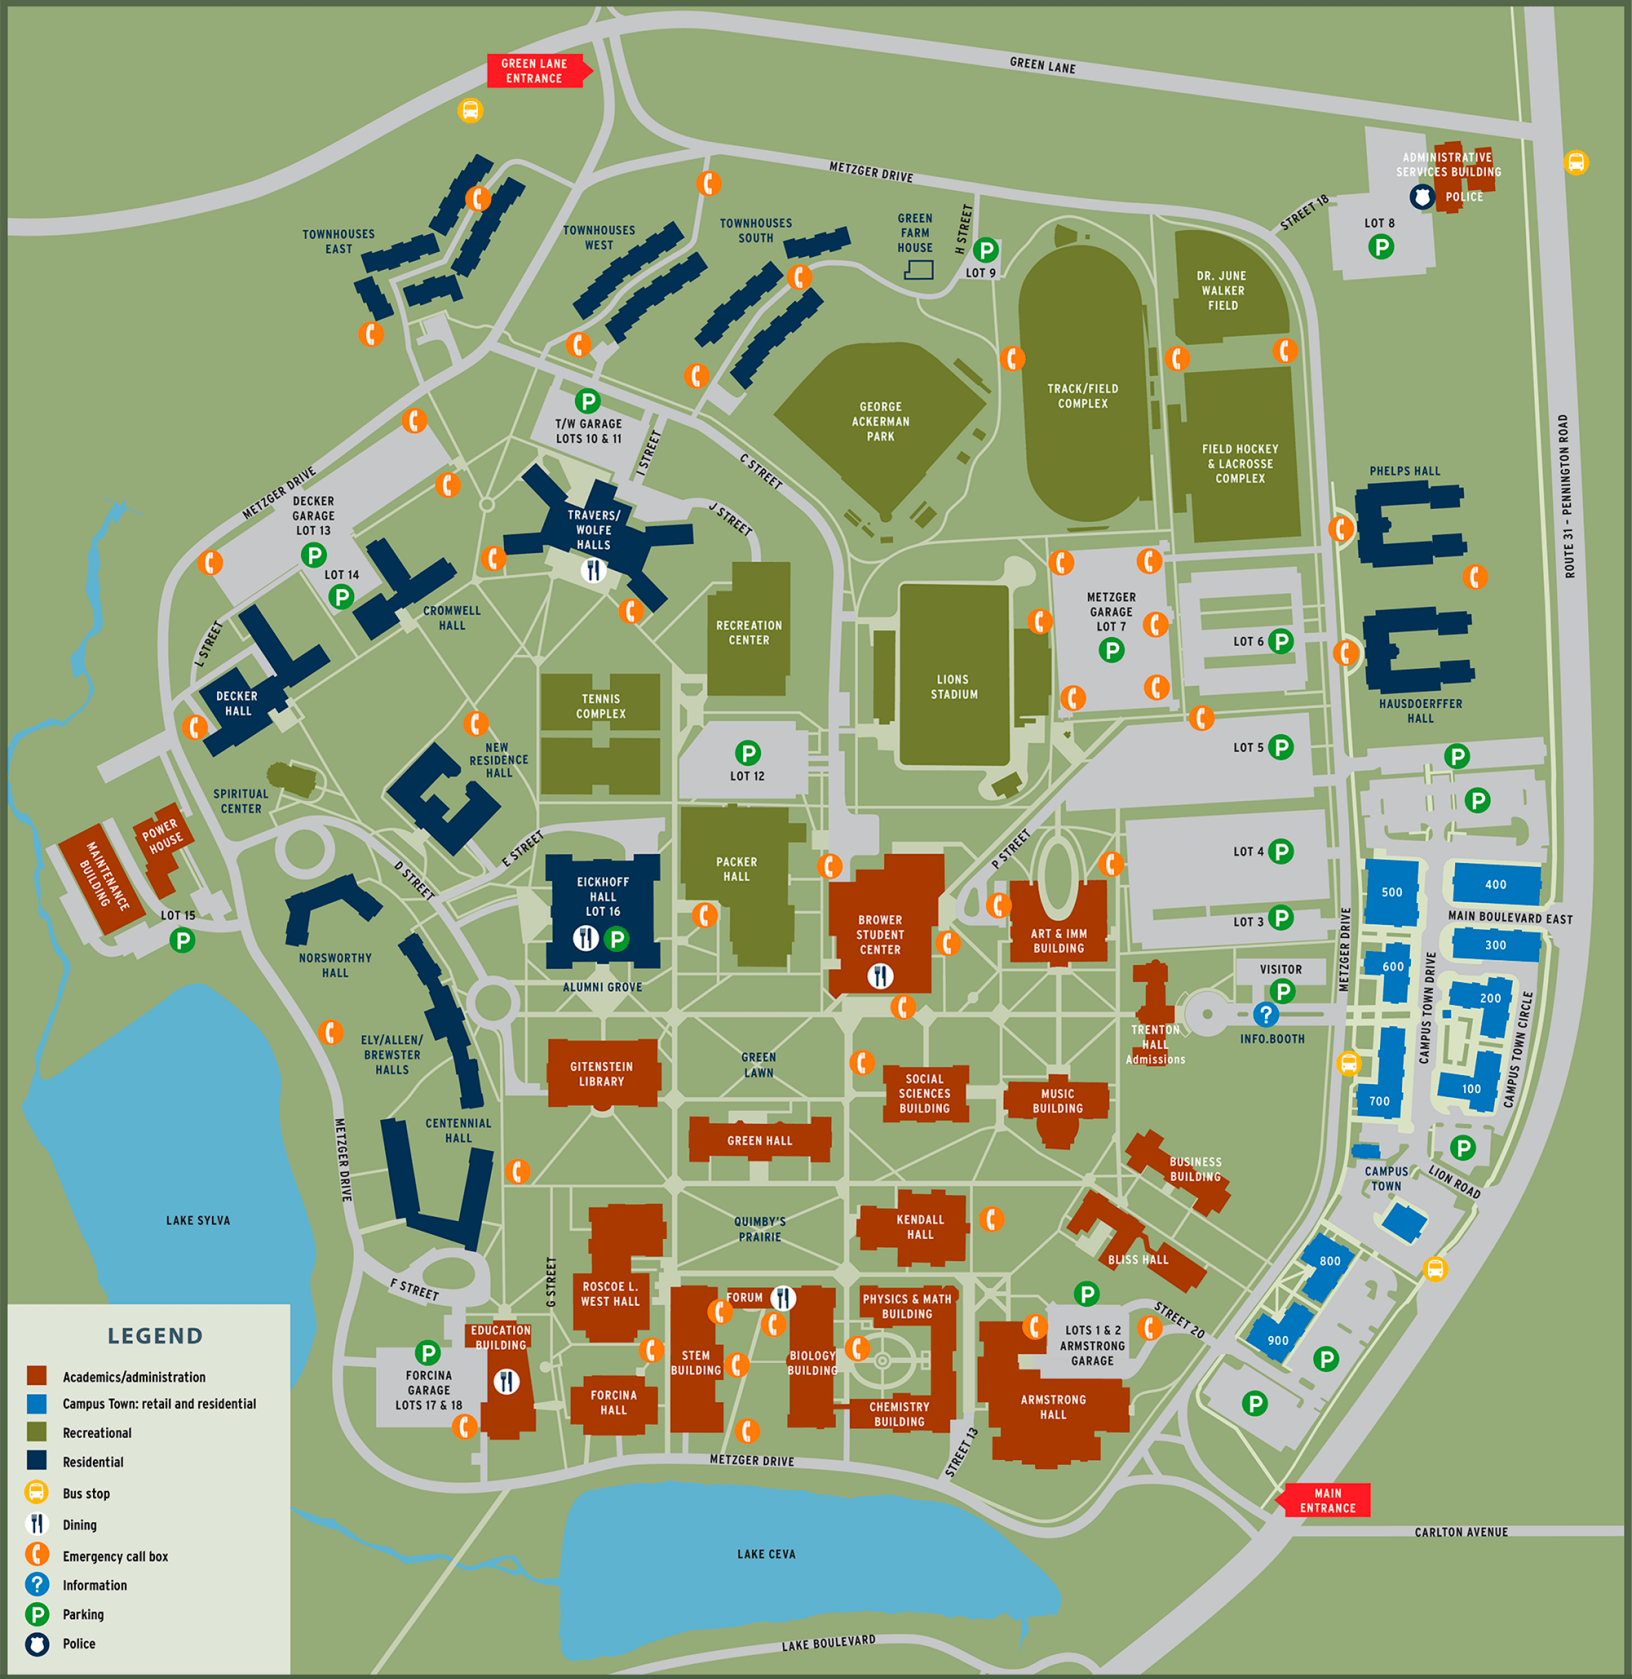 GREEN LANE
ENTRANCE
GREEN LANE
METZGER DRIVE
ADMINISTRATIVE
SERVICES BUILDING
POLICE
STREET 18
LOT 8
TOWNHOUSES
EAST
TOWNHOUSES
WEST
TOWNHOUSES
SOUTH
GREEN
FARM
HOUSE
H STREET
P
LOT 9
DR. JUNE
WALKER
FIELD
P
TRACK/FIELD
COMPLEX
GEORGE
ACKERMAN
PARK
P
T/W GARAGE
LOTS 10 & 11
I STREET
C STREET
FIELD HOCKEY
& LACROSSE
COMPLEX
PHELPS HALL
ROUTE 31 - PENNINGTON ROAD
METZGER DRIVE
DECKER
GARAGE
LOT 13
P
LOT 14
P
TRAVERS/
WOLFE
HALLS
J STREET
CROMWELL
HALL
L STREET
RECREATION
CENTER
METZGER
GARAGE
LOT 7
P
LOT 6
P
LIONS
STADIUM
DECKER
HALL
TENNIS
COMPLEX
HAUSDOERFFER
HALL
NEW
RESIDENCE
HALL
P
LOT 12
LOT 5
P
P
P
SPIRITUAL
CENTER
POWER
HOUSE
MAINTENANCE
BUILDING
LOT 15
P
D STREET
E STREET
EICKHOFF
HALL
LOT 16
P
PACKER
HALL
P STREET
LOT 4
P
LOT 3
P
BROWER
STUDENT
CENTER
ART & IMM
BUILDING
500
400
MAIN BOULEVARD EAST
300
600
200
100
700
METZGER DRIVE
CAMPUS TOWN DRIVE
CAMPUS TOWN CIRCLE
NORSWORTHY
HALL
ALUMNI GROVE
VISITOR
P
?
INFO.BOOTH
TRENTON
HALL
Admissions
ELY/ALLEN/
BREWSTER
HALLS
GITENSTEIN
LIBRARY
GREEN
LAWN
SOCIAL
SCIENCES
BUILDING
MUSIC
BUILDING
CENTENNIAL
HALL
GREEN HALL
BUSINESS
BUILDING
P
CAMPUS
TOWN
LION ROAD
METZGER DRIVE
LAKE SYLVA
QUIMBY'S
PRAIRIE
KENDALL
HALL
BLISS HALL
800
900
P
P
F STREET
G STREET
ROSCOE L.
WEST HALL
FORUM
PHYSICS & MATH
BUILDING
P
LOTS 1 & 2
ARMSTRONG
GARAGE
STREET 20
EDUCATION
BUILDING
P
FORCINA
GARAGE
LOTS 17 & 18
STEM
BUILDING
BIOLOGY
BUILDING
FORCINA
HALL
CHEMISTRY
BUILDING
ARMSTRONG
HALL
STREET 13
METZGER DRIVE
MAIN
ENTRANCE
CARLTON AVENUE
LAKE CEVA
LAKE BOULEVARD
LEGEND
Academics/administration
Campus Town: retail and residential
Recreational
Residential
Bus stop
Dining
Emergency call box
? Information
P Parking
Police